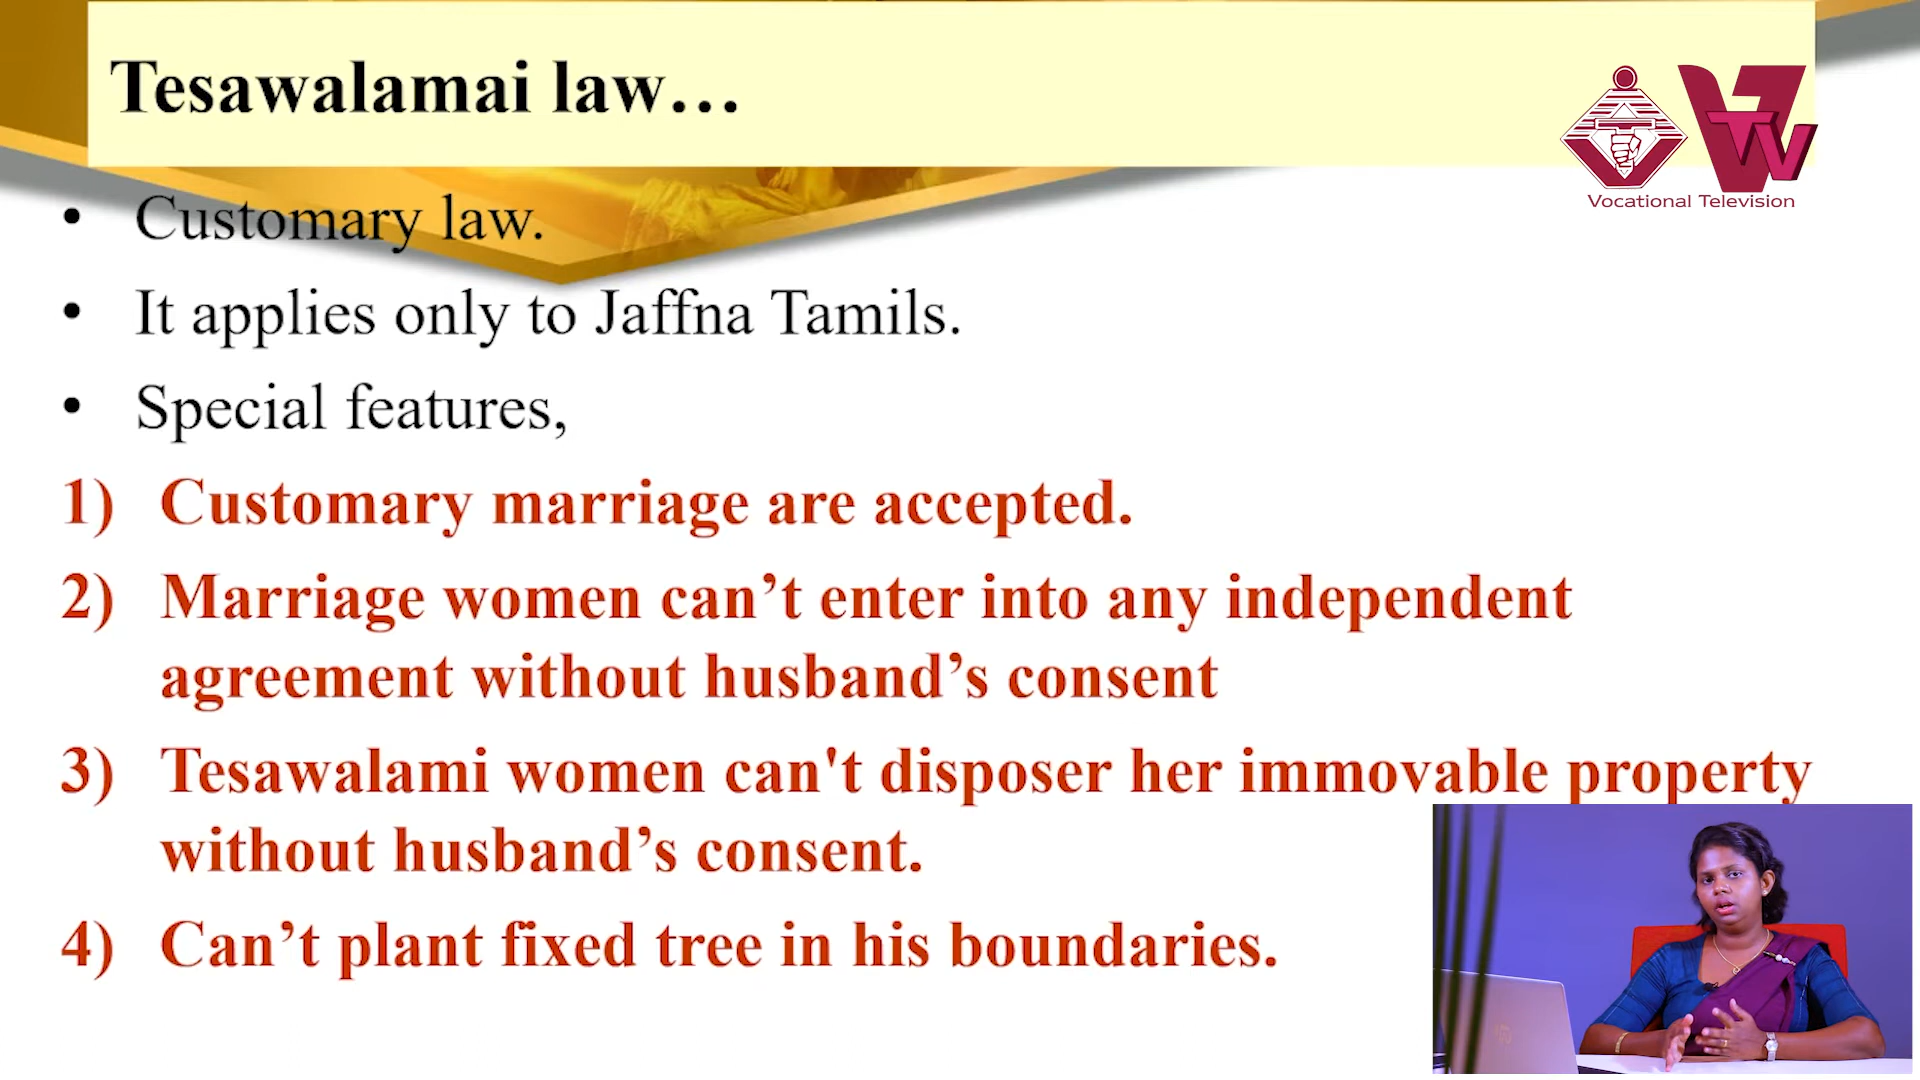 Tesawalamai law...
Vocational Television
• Customary law.
• It applies only to Jaffna Tamils.
• Special features,
1) Customary marriage are accepted.
2) Marriage women can’t enter into any independent
agreement without husband’s consent
3) Tesawalami women can't disposer her immovable property
without husband’s consent.
4) Can’t plant fixed tree in his boundaries.